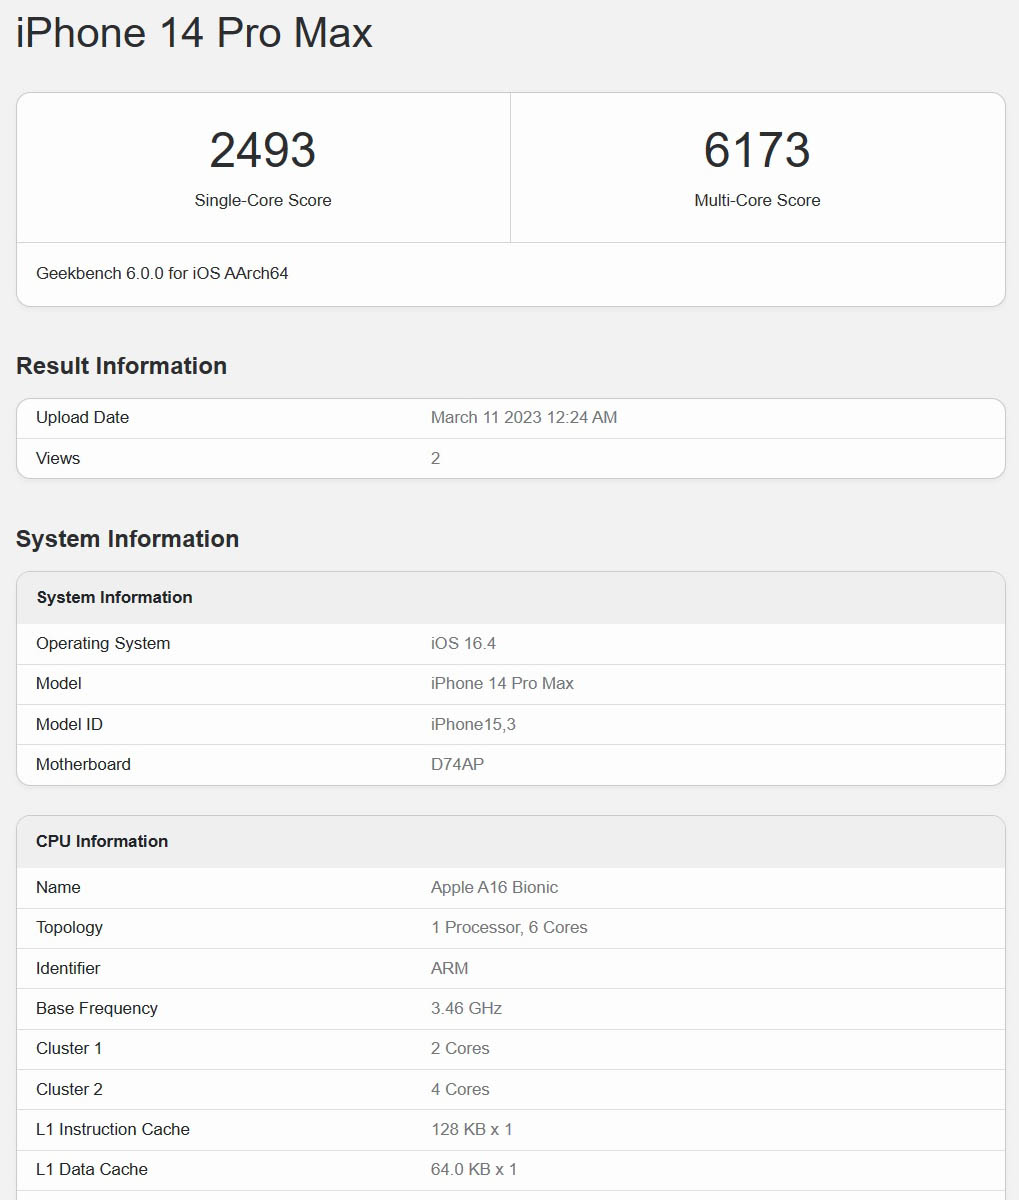 iPhone 14 Pro Max
2493 6173
Single-Core Score Multi-Core Score
Geekbench 6.0.0 for iOS AArch64
Result Information
Upload Date March 11 2023 12:24 AM
Views 2
System Information
System Information
Operating System iOS 16.4
Model iPhone 14 Pro Max
Model ID iPhone15,3
Motherboard D74AP
CPU Information
Name Apple A16 Bionic
Topology 1 Processor, 6 Cores
Identifier ARM
Base Frequency 3.46 GHz
Cluster 1 2 Cores
Cluster 2 4 Cores
L1 Instruction Cache 128 KB x 1
L1 Data Cache 64.0 KB x 1